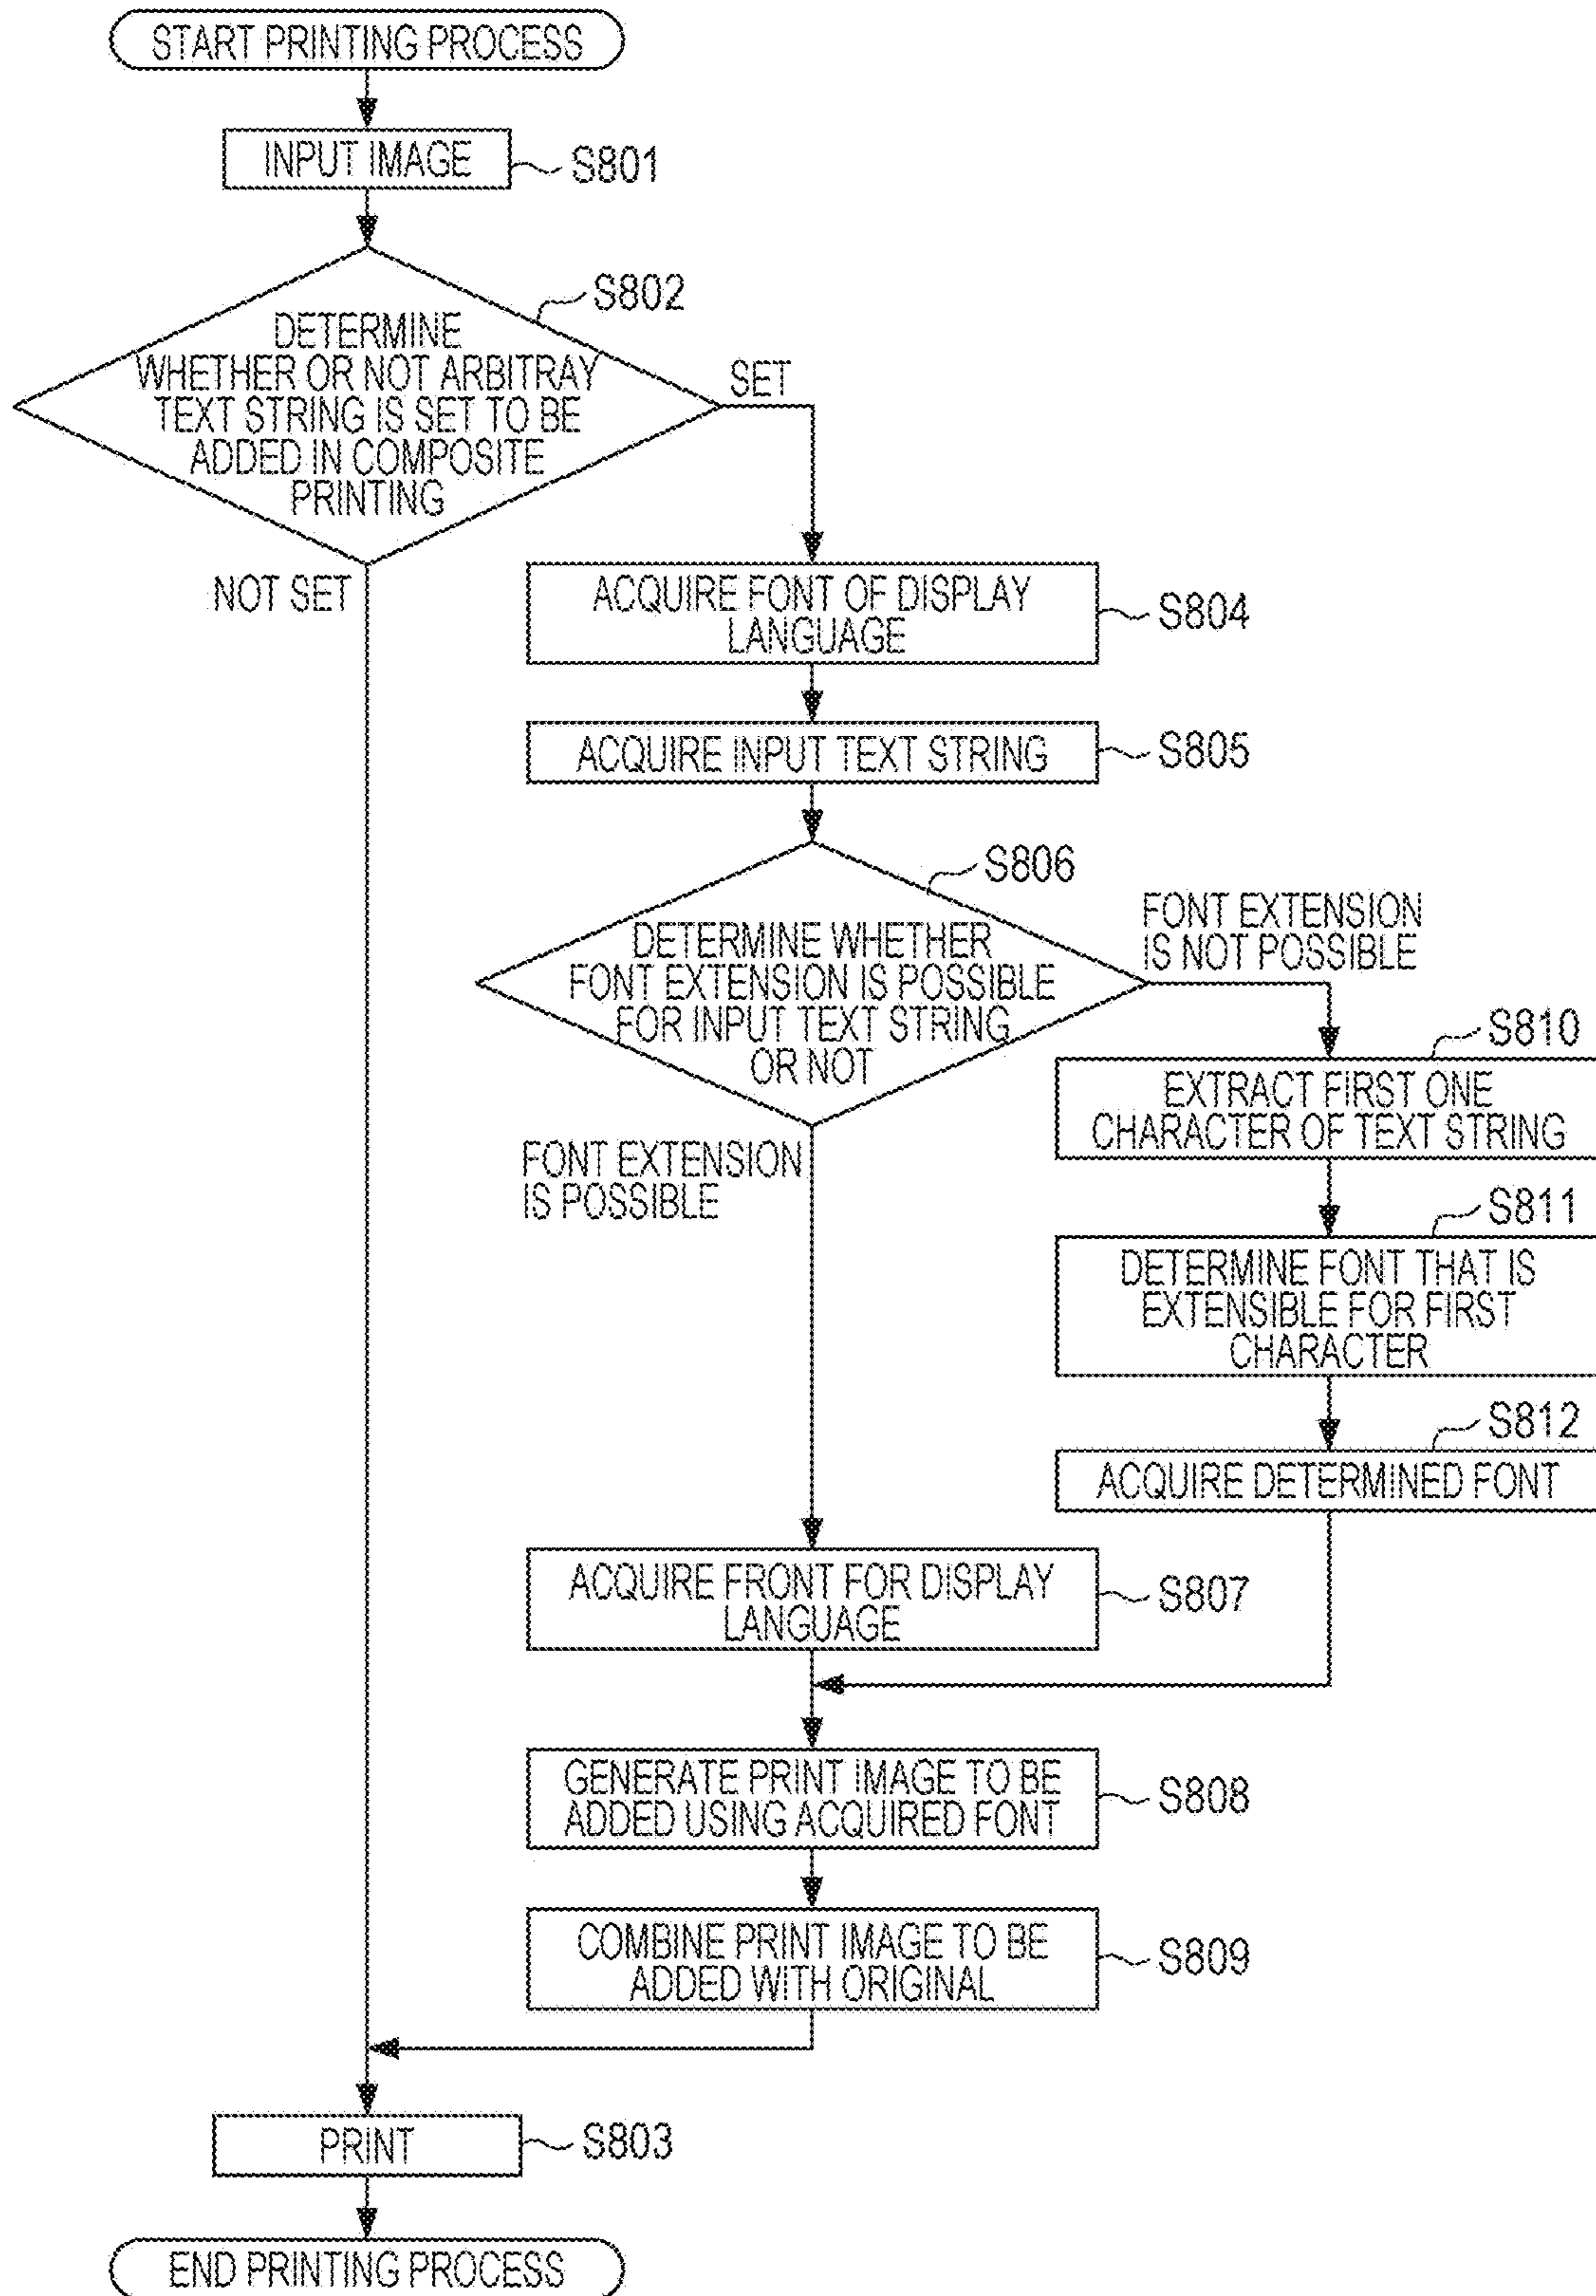 START PRINTING PROCESS
INPUT IMAGE
S801
S802
DETERMINE
WHETHER OR NOT ARBITRAY
TEXT STRING IS SET TO BE
ADDED IN COMPOSITE
PRINTING
SET
NOT SET
ACQUIRE FONT OF DISPLAY
LANGUAGE
S804
ACQUIRE INPUT TEXT STRING
S805
S806
DETERMINE WHETHER
FONT EXTENSION IS POSSIBLE
FOR INPUT TEXT STRING
OR NOT
FONT EXTENSION
IS NOT POSSIBLE
S810
EXTRACT FIRST ONE
CHARACTER OF TEXT STRING
FONT EXTENSION
IS POSSIBLE
S811
DETERMINE FONT THAT IS
EXTENSIBLE FOR FIRST
CHARACTER
S812
ACQUIRE DETERMINED FONT
ACQUIRE FRONT FOR DISPLAY
LANGUAGE
S807
GENERATE PRINT IMAGE TO BE
ADDED USING ACQUIRED FONT
S808
COMBINE PRINT IMAGE TO BE
ADDED WITH ORIGINAL
S809
PRINT
S803
END PRINTING PROCESS